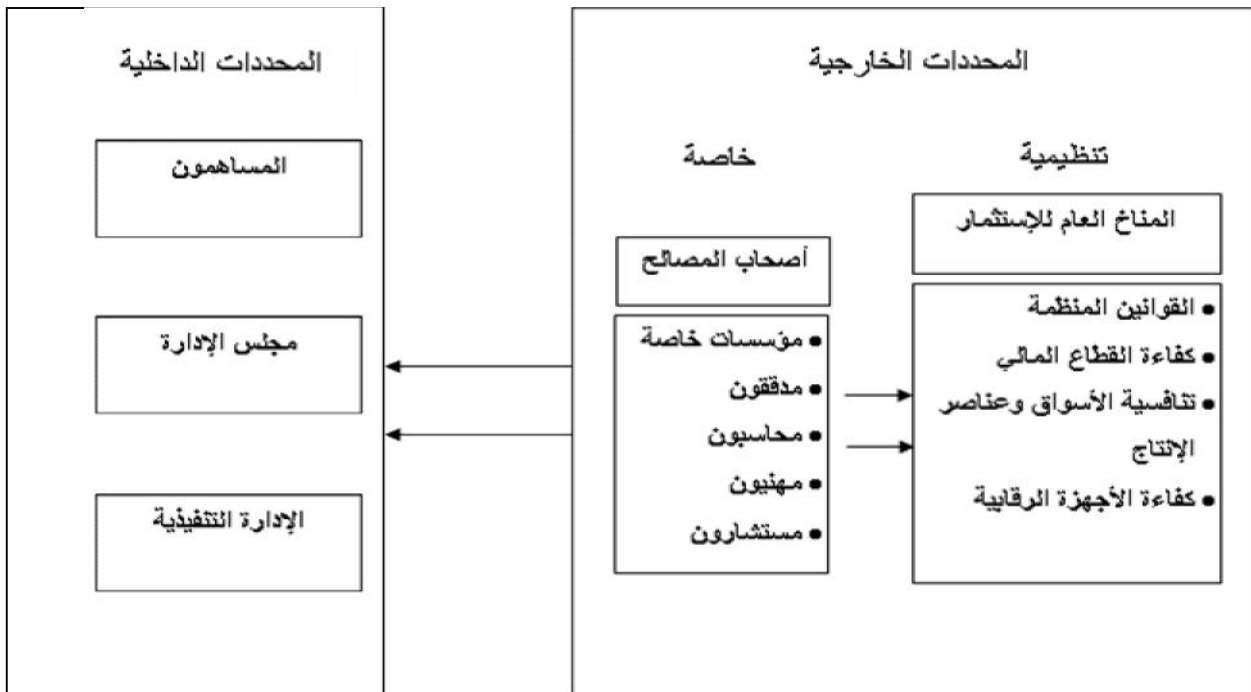 المحددات الخارجية
تنظيمية
المناخ العام للإستثمار
• القوانين المنظمة
• كفاءة القطاع المالي
• تنافسية الأسواق وعناصر
الإنتاج
• كفاءة الأجهزة الرقابية
خاصة
أصحاب المصالح
• مؤسسات خاصة
• مدققون
• محاسبون
• مهنيون
• مستشارون
المحددات الداخلية
المساهمون
مجلس الإدارة
الإدارة التنفيذية